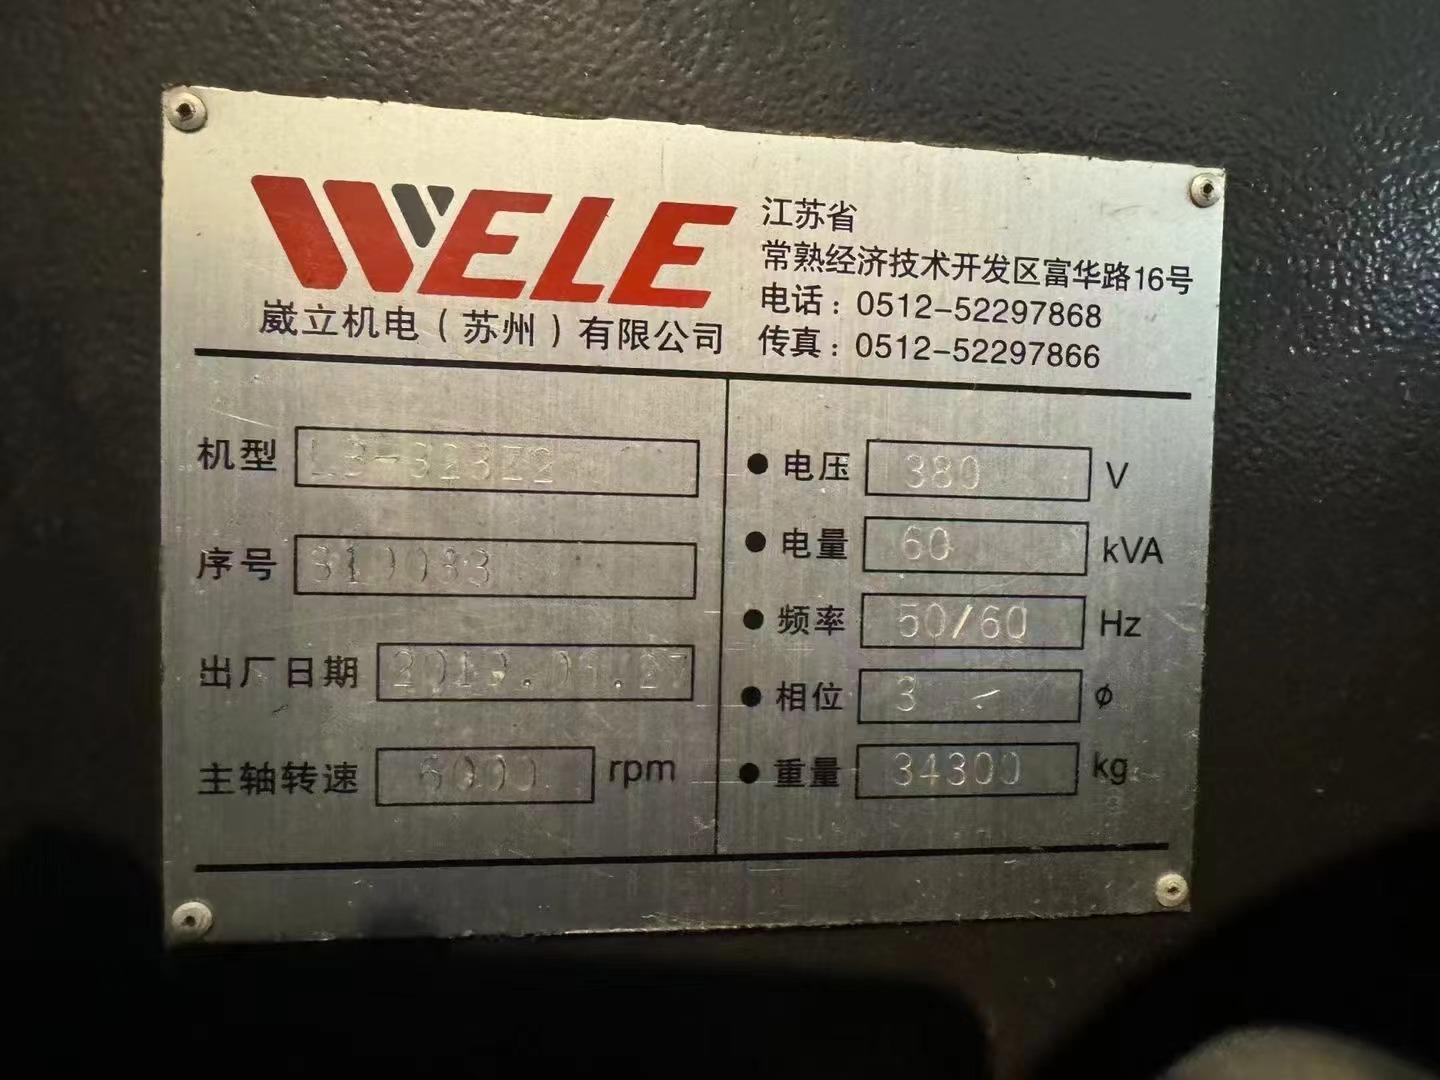 WELE
崴立机电（苏州）有限公司
江苏省
常熟经济技术开发区富华路16号
电话：0512-52297868
传真：0512-52297866
机型
序号
出厂日期
主轴转速 6000 rpm
电压 380 V
电量 60 kVA
频率 50/60 Hz
相位 3 φ
重量 34300 kg